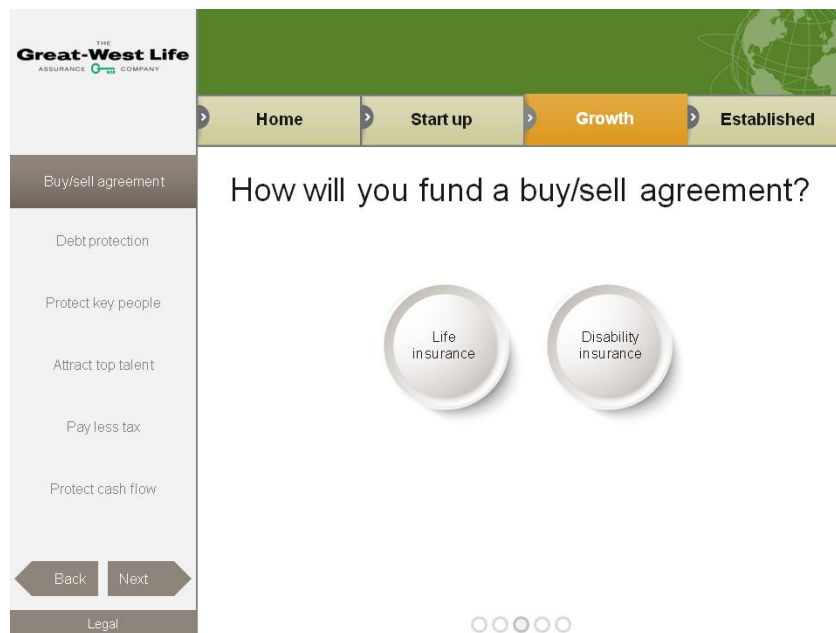 THE
Great-West Life
ASSURANCE COMPANY
Home
Start up
Growth
Established
Buy/sell agreement
Debt protection
Protect key people
Attract top talent
Pay less tax
Protect cash flow
Back
Next
Legal
How will you fund a buy/sell agreement?
Life
insurance
Disability
insurance